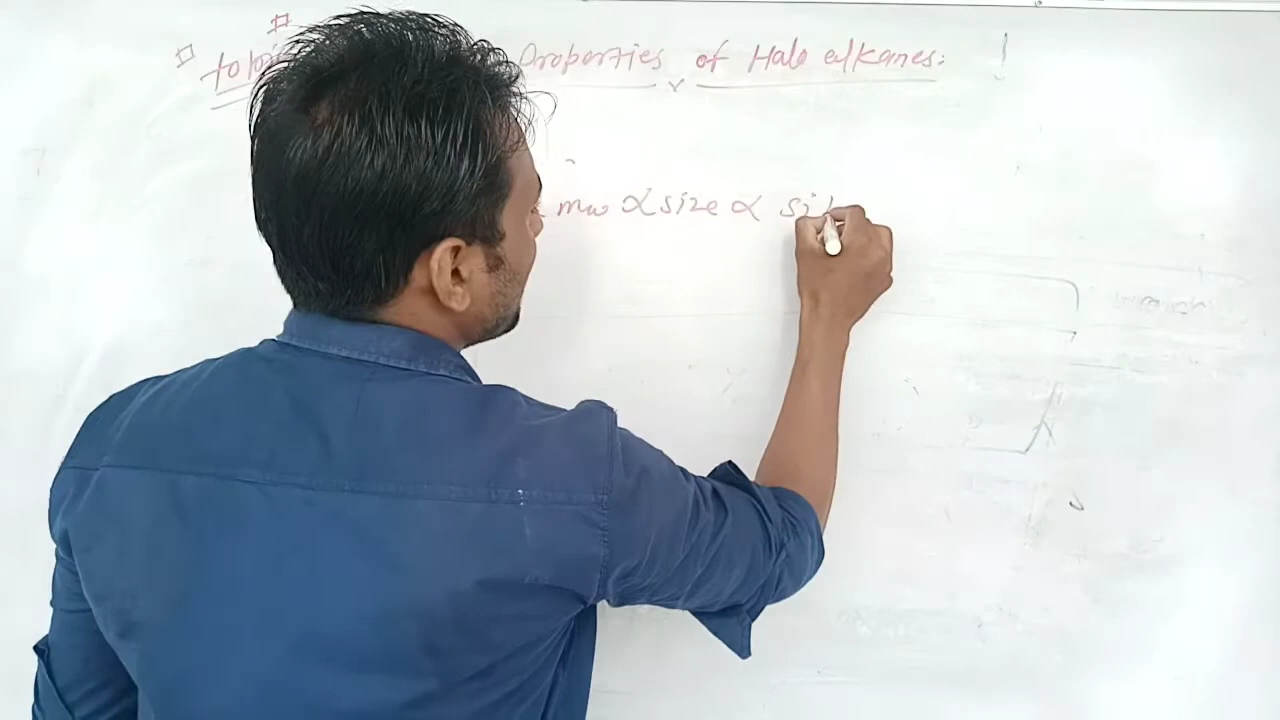 Properties of Halo alkanes:
mw ∝ size ∝ si